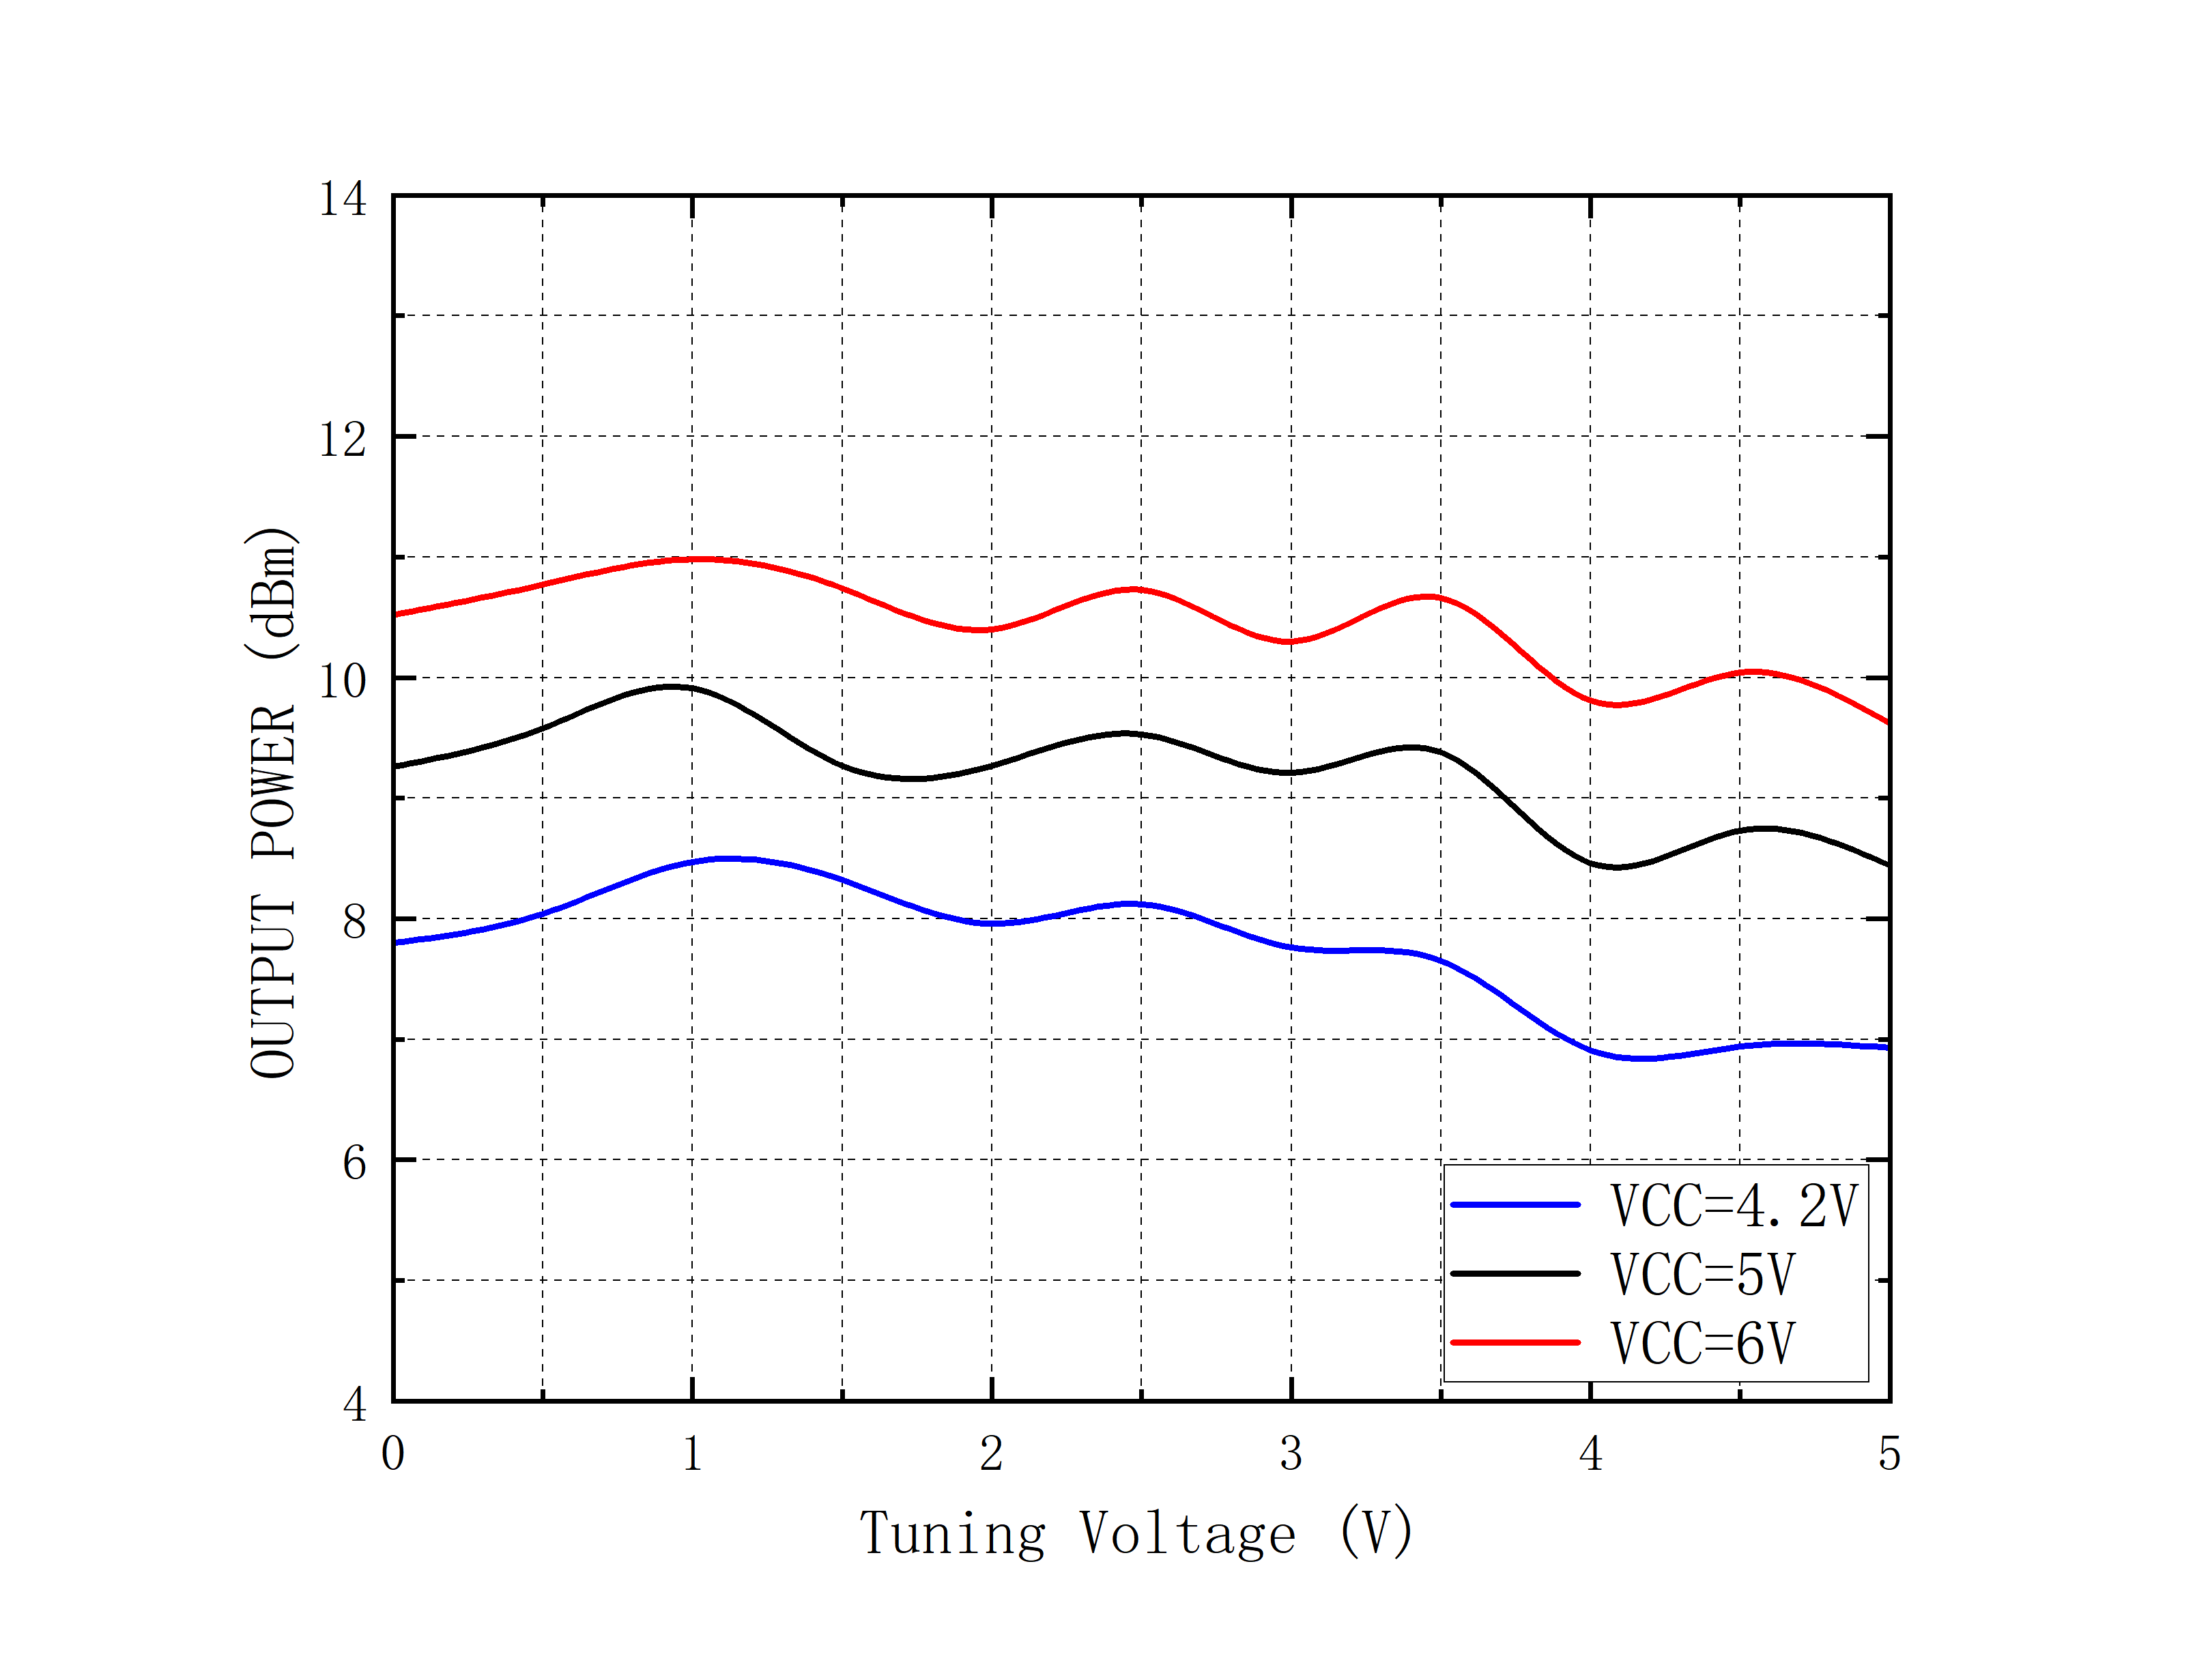 14
12
10
8
6
4
OUTPUT POWER (dBm)
VCC=4.2V
VCC=5V
VCC=6V
0 1 2 3 4 5
Tuning Voltage (V)